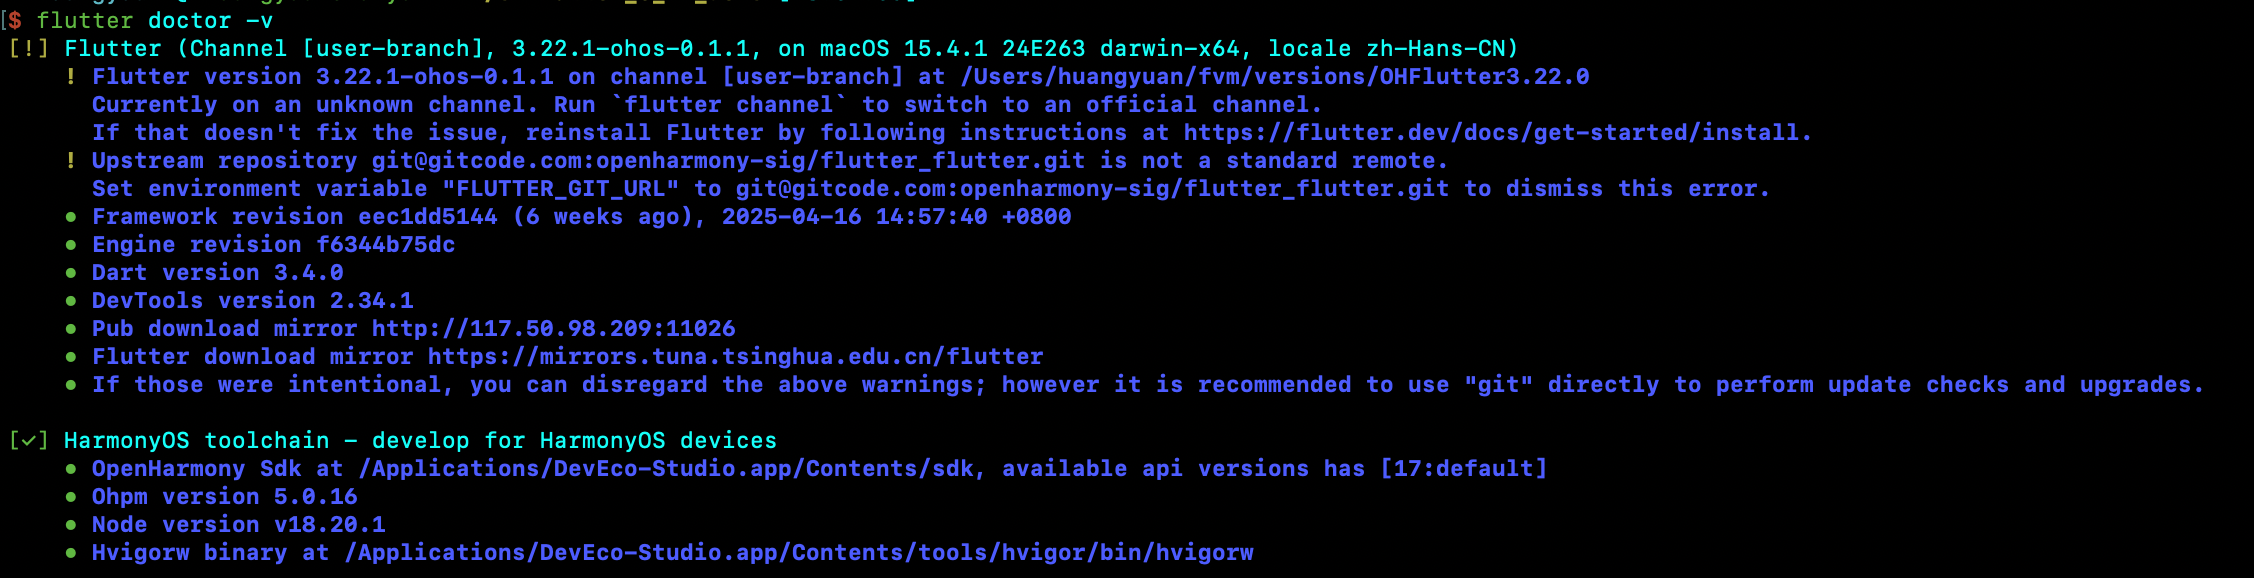 $ flutter doctor -v
[!] Flutter (Channel [user-branch], 3.22.1-ohos-0.1.1, on macOS 15.4.1 24E263 darwin-x64, locale zh-Hans-CN)
! Flutter version 3.22.1-ohos-0.1.1 on channel [user-branch] at /Users/huangyuan/fvm/versions/OHFlutter3.22.0
Currently on an unknown channel. Run `flutter channel` to switch to an official channel.
If that doesn't fix the issue, reinstall Flutter by following instructions at https://flutter.dev/docs/get-started/install.
! Upstream repository git@gitcode.com:openharmony-sig/flutter_flutter.git is not a standard remote.
Set environment variable "FLUTTER_GIT_URL" to git@gitcode.com:openharmony-sig/flutter_flutter.git to dismiss this error.
• Framework revision eec1dd5144 (6 weeks ago), 2025-04-16 14:57:40 +0800
• Engine revision f6344b75dc
• Dart version 3.4.0
• DevTools version 2.34.1
• Pub download mirror http://117.50.98.209:11026
• Flutter download mirror https://mirrors.tuna.tsinghua.edu.cn/flutter
• If those were intentional, you can disregard the above warnings; however it is recommended to use "git" directly to perform update checks and upgrades.
[✓] HarmonyOS toolchain - develop for HarmonyOS devices
• OpenHarmony Sdk at /Applications/DevEco-Studio.app/Contents/sdk, available api versions has [17:default]
• Ohpm version 5.0.16
• Node version v18.20.1
• Hvigorw binary at /Applications/DevEco-Studio.app/Contents/tools/hvigor/bin/hvigorw